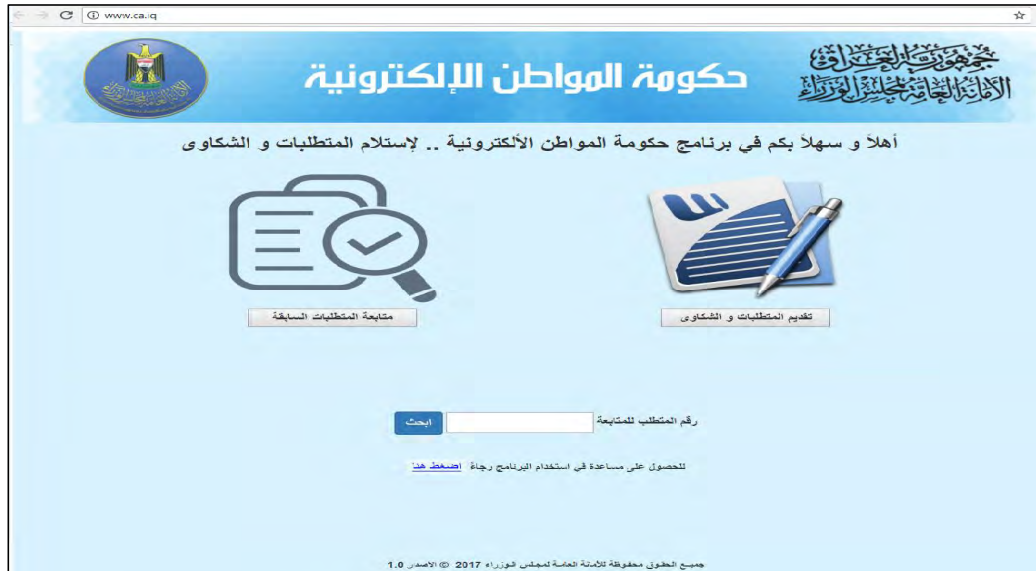 www.ca.iq
جمهورية العراق
الأمانة العامة لمجلس الوزراء
حكومة المواطن الإلكترونية
أهلاً و سهلاً بكم في برنامج حكومة المواطن الألكترونية .. لإستلام المتطلبات و الشكاوى
تقديم المتطلبات و الشكاوى
متابعة المتطلبات السابقة
رقم المتطلب للمتابعة
ابحث
للحصول على مساعدة في استخدام البرنامج رجاة اضغط هنا
جميع الحقوق محفوظة للأمانة العامة لمجلس الوزراء 2017 © الاصدار 1.0